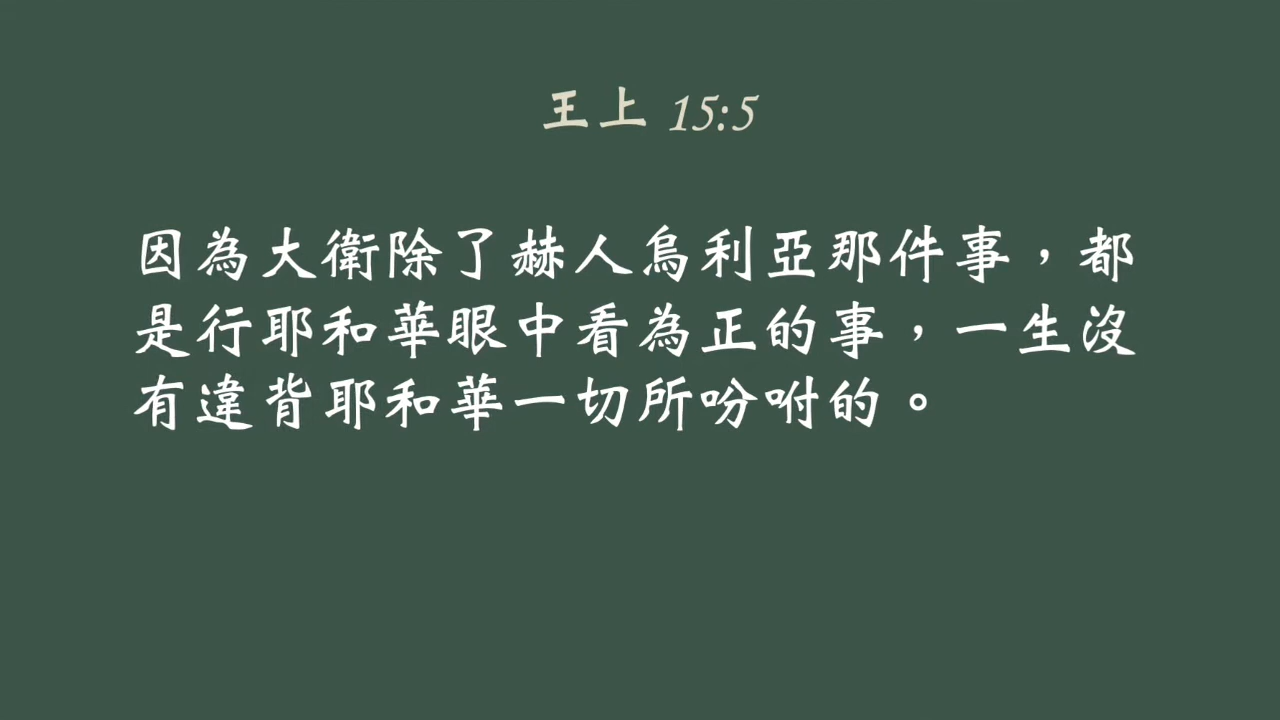 王上 15:5
因為大衛除了赫人烏利亞那件事，都
是行耶和華眼中看為正的事，一生沒
有違背耶和華一切所吩咐的。